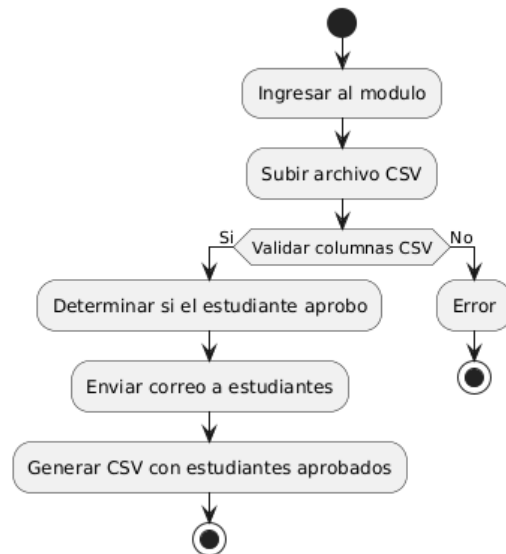 Ingresar al modulo
Subir archivo CSV
Si
Validar columnas CSV
No
Determinar si el estudiante aprobo
Error
Enviar correo a estudiantes
Generar CSV con estudiantes aprobados